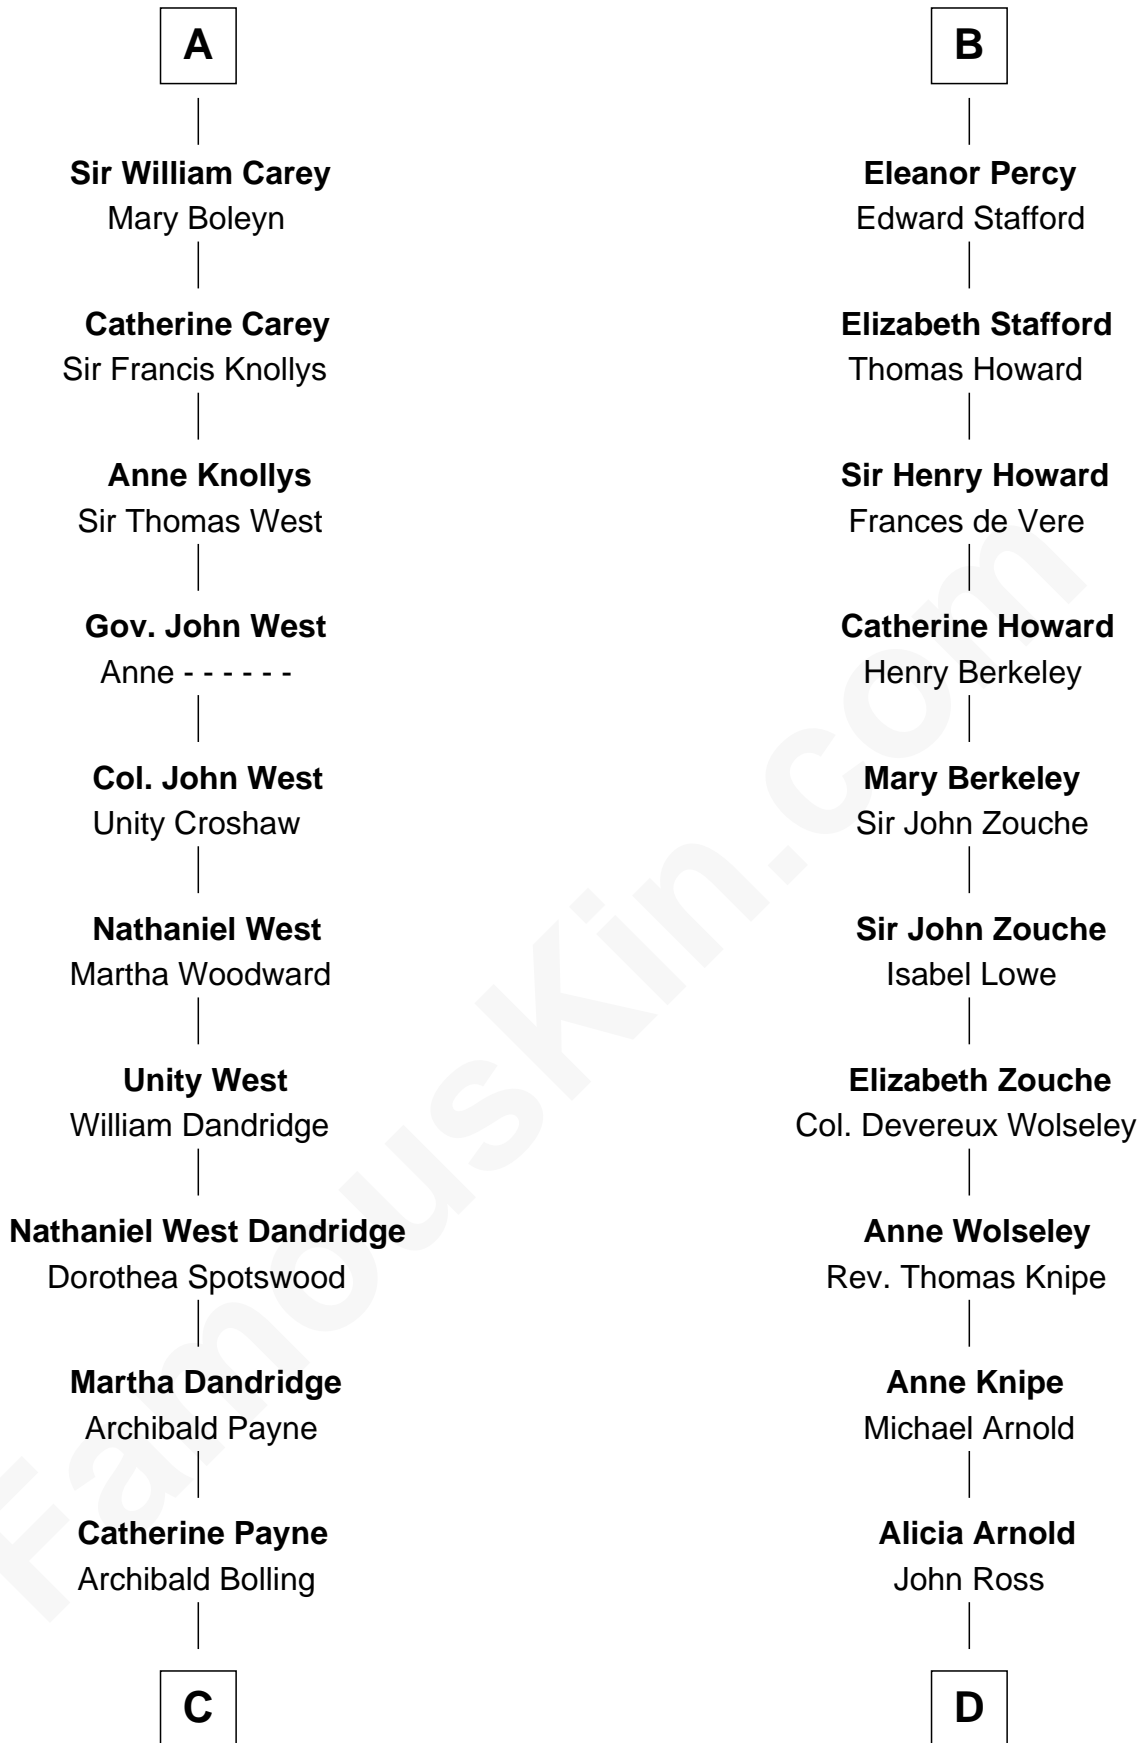 A
Sir William Carey
Mary Boleyn
Catherine Carey
Sir Francis Knollys
Anne Knollys
Sir Thomas West
Gov. John West
Anne - - - - - -
Col. John West
Unity Croshaw
Nathaniel West
Martha Woodward
Unity West
William Dandridge
Nathaniel West Dandridge
Dorothea Spotswood
Martha Dandridge
Archibald Payne
Catherine Payne
Archibald Bolling
C
B
Eleanor Percy
Edward Stafford
Elizabeth Stafford
Thomas Howard
Sir Henry Howard
Frances de Vere
Catherine Howard
Henry Berkeley
Mary Berkeley
Sir John Zouche
Sir John Zouche
Isabel Lowe
Elizabeth Zouche
Col. Devereux Wolseley
Anne Wolseley
Rev. Thomas Knipe
Anne Knipe
Michael Arnold
Alicia Arnold
John Ross
D
FamousKin.com